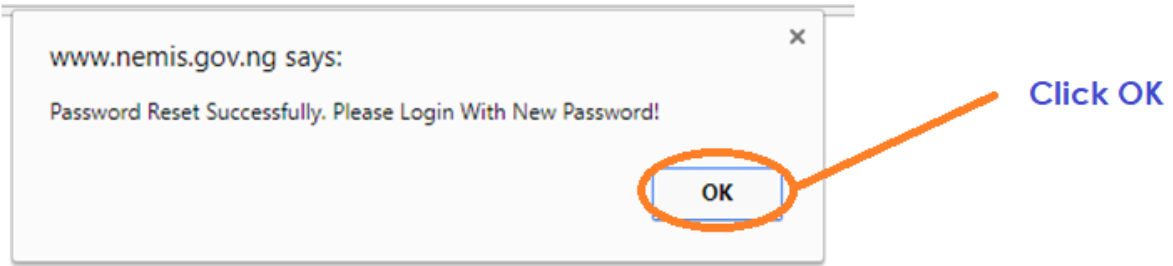 www.nemis.gov.ng says:
×
Password Reset Successfully. Please Login With New Password!
OK
Click OK